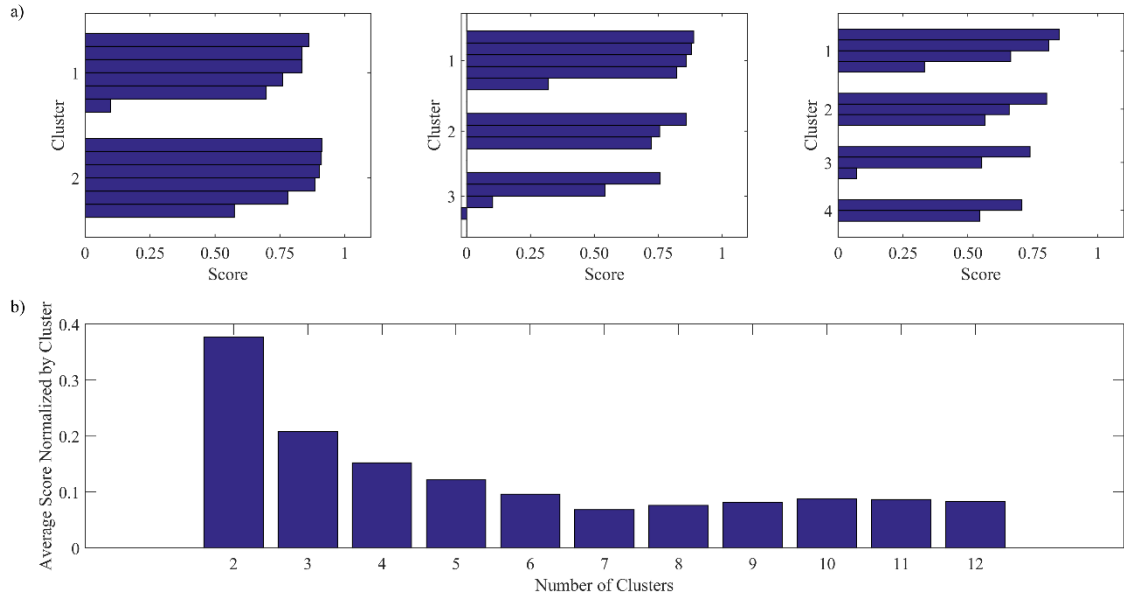 a)
Cluster
1
2
0 0.25 0.5 0.75 1
Score
Cluster
1
2
3
0 0.25 0.5 0.75 1
Score
Cluster
1
2
3
4
0 0.25 0.5 0.75 1
Score
b)
Average Score Normalized by Cluster
0.4
0.3
0.2
0.1
0
2 3 4 5 6 7 8 9 10 11 12
Number of Clusters